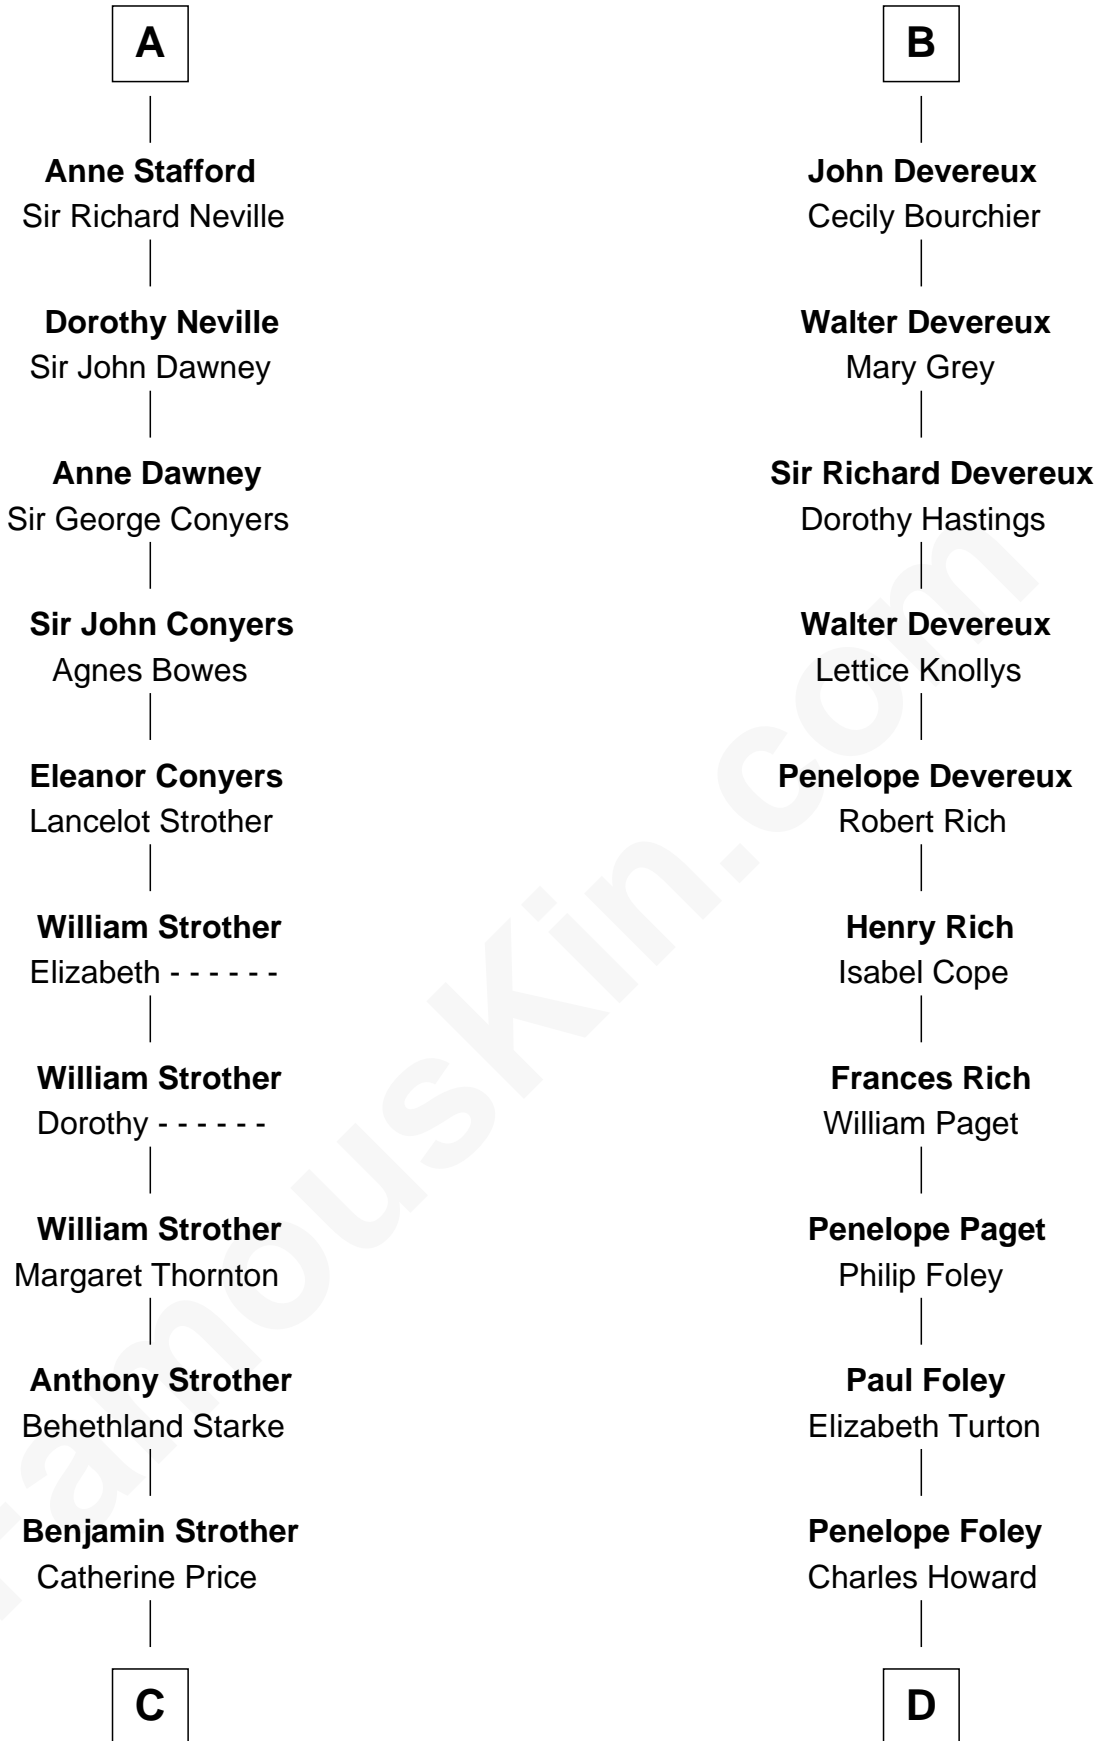 A
Anne Stafford
Sir Richard Neville
Dorothy Neville
Sir John Dawney
Anne Dawney
Sir George Conyers
Sir John Conyers
Agnes Bowes
Eleanor Conyers
Lancelot Strother
William Strother
Elizabeth - - - - - -
William Strother
Dorothy - - - - - -
William Strother
Margaret Thornton
Anthony Strother
Behethland Starke
Benjamin Strother
Catherine Price
C
B
John Devereux
Cecily Bourchier
Walter Devereux
Mary Grey
Sir Richard Devereux
Dorothy Hastings
Walter Devereux
Lettice Knollys
Penelope Devereux
Robert Rich
Henry Rich
Isabel Cope
Frances Rich
William Paget
Penelope Paget
Philip Foley
Paul Foley
Elizabeth Turton
Penelope Foley
Charles Howard
D
FamousKin.com